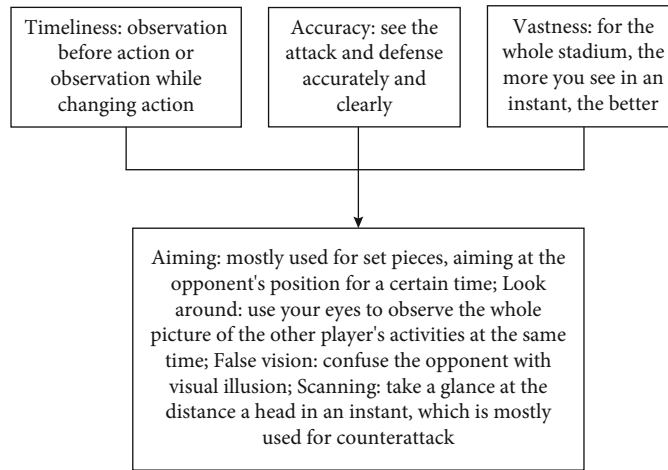 Timeliness: observation
before action or
observation while
changing action
Accuracy: see the
attack and defense
accurately and
clearly
Vastness: for the
whole stadium, the
more you see in an
instant, the better
Aiming: mostly used for set pieces, aiming at the
opponent's position for a certain time; Look
around: use your eyes to observe the whole
picture of the other player's activities at the same
time; False vision: confuse the opponent with
visual illusion; Scanning: take a glance at the
distance a head in an instant, which is mostly
used for counterattack